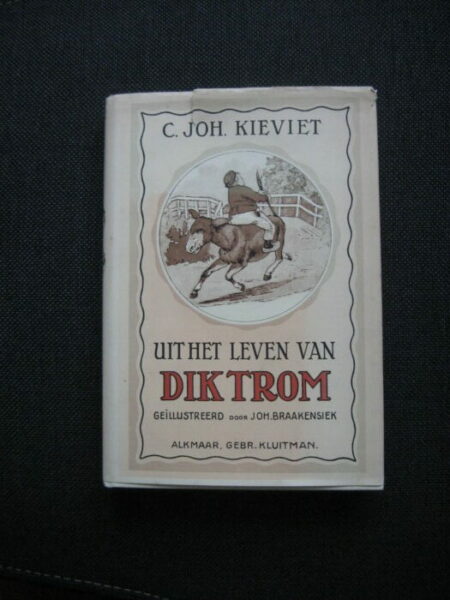 C. JOH. KIEVIET
UIT HET LEVEN VAN
DIK TROM
GEÏLLUSTREERD DOOR JOH. BRAAKENSIEK
ALKMAAR, GEBR. KLUITMAN.